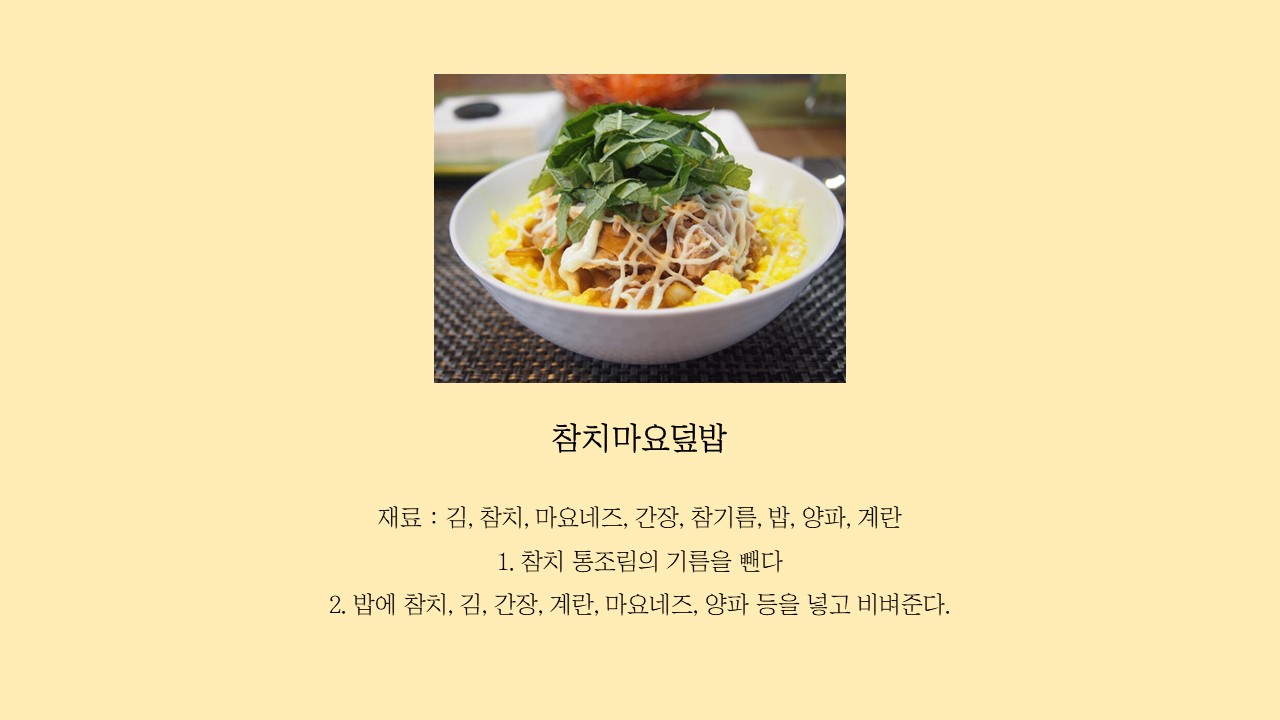 참치마요덮밥
재료 : 김, 참치, 마요네즈, 간장, 참기름, 밥, 양파, 계란
1. 참치 통조림의 기름을 뺀다
2. 밥에 참치, 김, 간장, 계란, 마요네즈, 양파 등을 넣고 비벼준다.